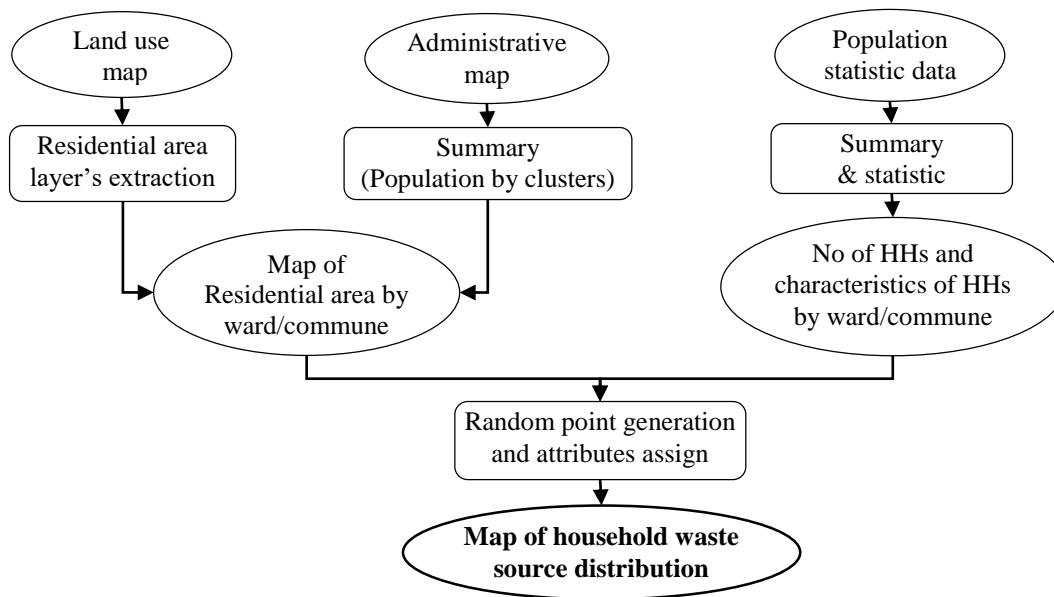 Land use
map
Administrative
map
Population
statistic data
Residential area
layer's extraction
Summary
(Population by clusters)
Summary
& statistic
Map of
Residential area by
ward/commune
No of HHs and
characteristics of HHs
by ward/commune
Random point generation
and attributes assign
Map of household waste
source distribution